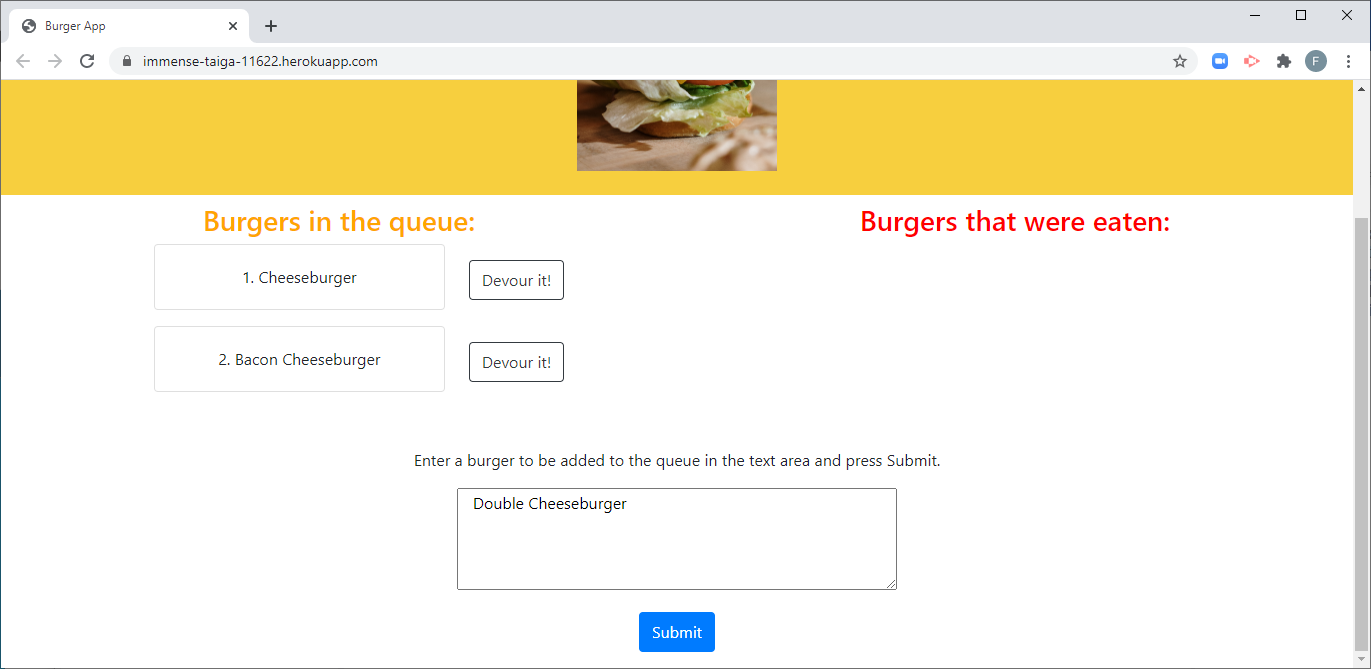 Burger App
immense-taiga-11622.herokuapp.com
F
Burgers in the queue:
Burgers that were eaten:
1. Cheeseburger
Devour it!
2. Bacon Cheeseburger
Devour it!
Enter a burger to be added to the queue in the text area and press Submit.
Double Cheeseburger
Submit